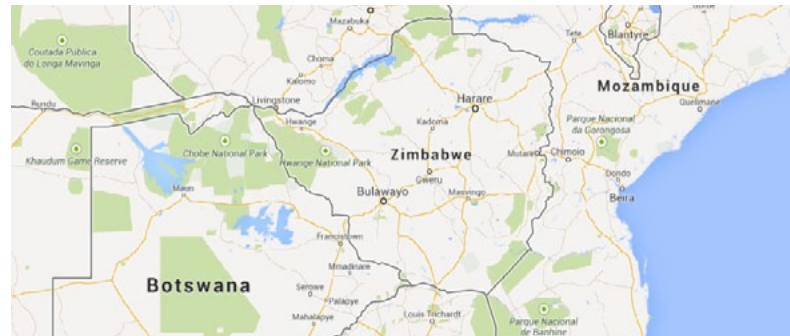 Coutada Pública
do Longa Mavinga
Mazabuka
Choma
Kalomo
Tete
Blantyre
Mozambique
Quelimane
Rundu
Livingstone
Hwange
Harare
Kadoma
Parque Nacional
da Gorongosa
Khaudum Game Reserve
Chobe National Park
Hwange National Park
Zimbabwe
Mutare
Chimoio
Gweru
Dondo
Maun
Bulawayo
Masvingo
Beira
Francistown
Mmadinare
Botswana
Serowe
Palapye
Mahalapye
Louis Trichardt
Parque Nacional
de Banhine